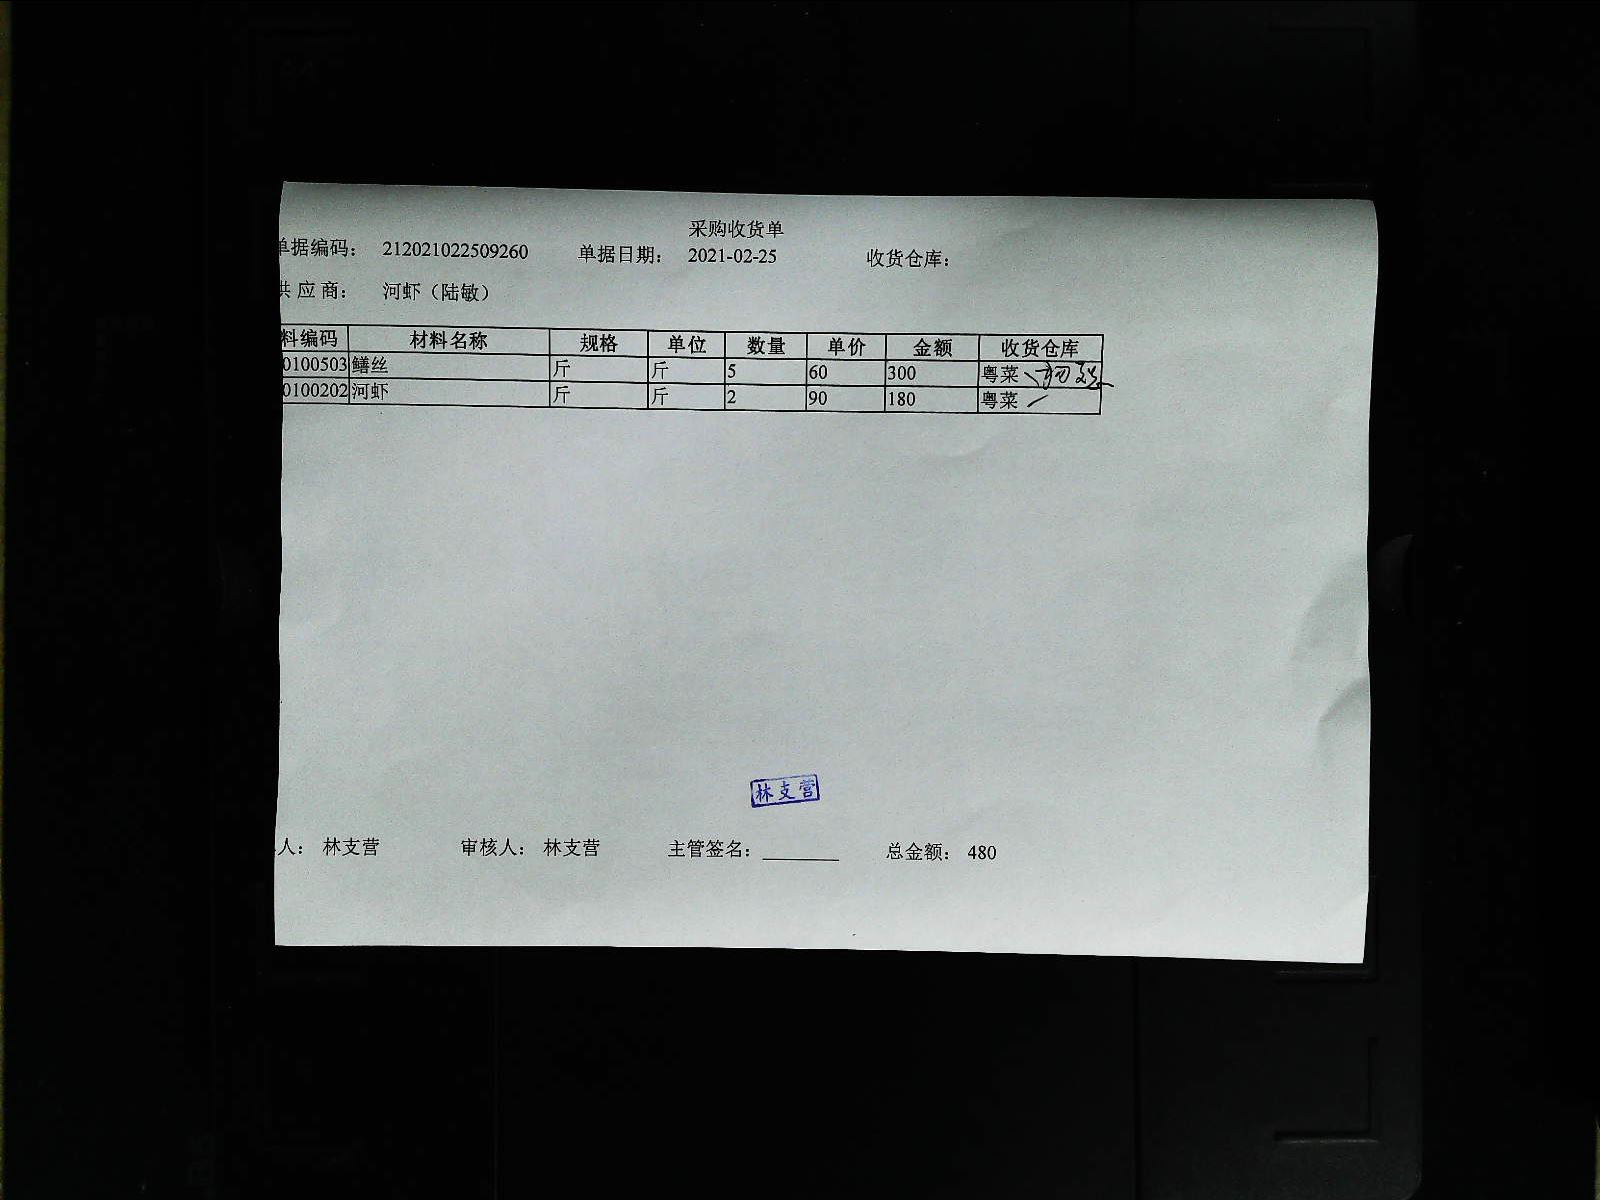 采购收货单
单据编码： 212021022509260 单据日期： 2021-02-25 收货仓库：
供 应 商： 河虾（陆敏）
料编码 材料名称 规格 单位 数量 单价 金额 收货仓库
0100503 鳝丝 斤 斤 5 60 300 粤菜
0100202 河虾 斤 斤 2 90 180 粤菜
林支营
人： 林支营 审核人： 林支营 主管签名： 总金额： 480